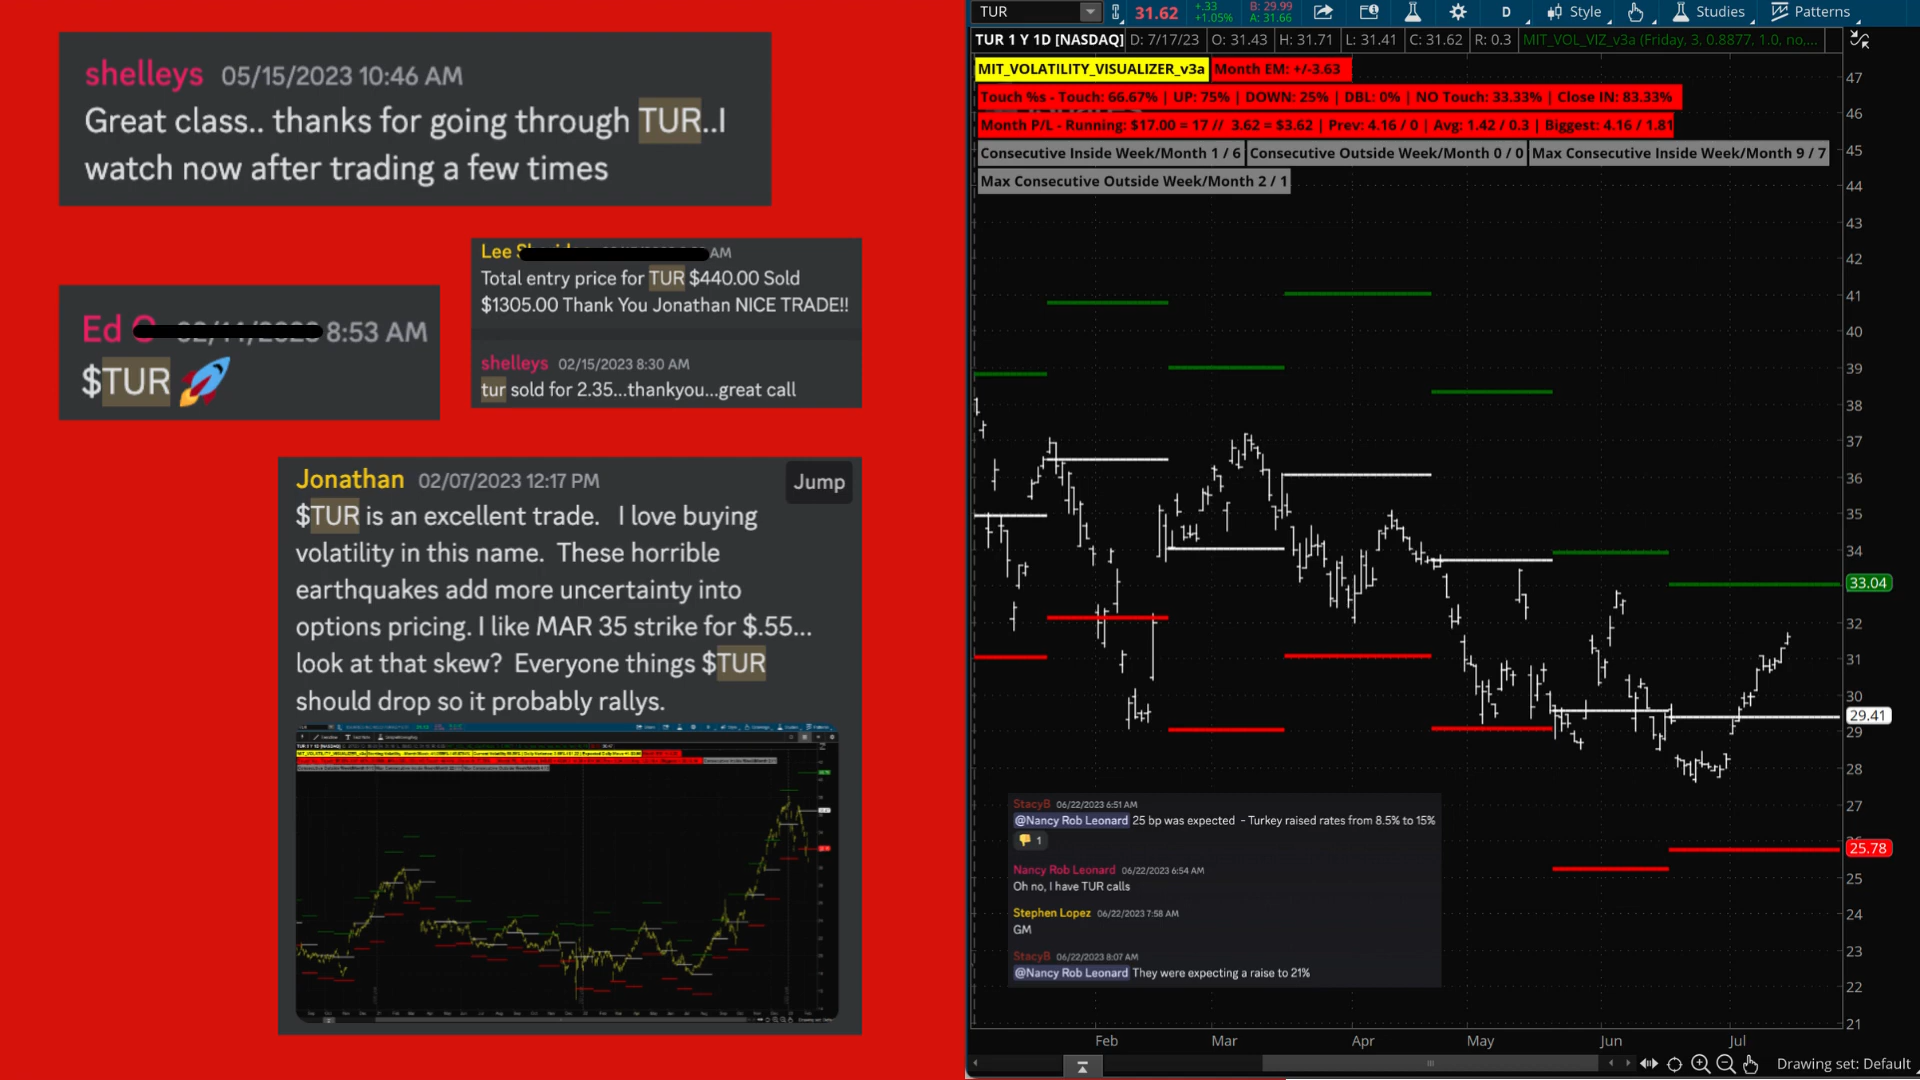 shelleys 05/15/2023 10:46 AM
Great class.. thanks for going through TUR..I
watch now after trading a few times
Lee
AM
Total entry price for TUR $440.00 Sold
$1305.00 Thank You Jonathan NICE TRADE!!
shelleys 02/15/2023 8:30 AM
tur sold for 2.35...thankyou...great call
Ed
8:53 AM
$TUR
Jonathan 02/07/2023 12:17 PM
Jump
$TUR is an excellent trade. I love buying
volatility in this name. These horrible
earthquakes add more uncertainty into
options pricing. I like MAR 35 strike for $.55...
look at that skew? Everyone things $TUR
should drop so it probably rallys.
TUR 31.62 +.33 +1.05% B: 29.99 A: 31.66 D Style Studies Patterns
TUR 1 Y 1D [NASDAQ] D: 7/17/23 O: 31.43 H: 31.71 L: 31.41 C: 31.62 R: 0.3 MIT_VOL_VIZ_v3a (Friday, 3, 0.8877, 1.0, no,...
MIT_VOLATILITY_VISUALIZER_v3a Month EM: +/-3.63
Touch %s - Touch: 66.67% | UP: 75% | DOWN: 25% | DBL: 0% | NO Touch: 33.33% | Close IN: 83.33%
Month P/L - Running: $17.00 = 17 // 3.62 = $3.62 | Prev: 4.16 / 0 | Avg: 1.42 / 0.3 | Biggest: 4.16 / 1.81
Consecutive Inside Week/Month 1 / 6 Consecutive Outside Week/Month 0 / 0 Max Consecutive Inside Week/Month 9 / 7
Max Consecutive Outside Week/Month 2 / 1
47
46
45
44
43
42
41
40
39
38
37
36
35
34
33.04
32
31
30
29.41
29
28
27
26
25.78
25
24
23
22
21
StacyB 06/22/2023 6:51 AM
@Nancy Rob Leonard 25 bp was expected - Turkey raised rates from 8.5% to 15%
1
Nancy Rob Leonard 06/22/2023 6:54 AM
Oh no, I have TUR calls
Stephen Lopez 06/22/2023 7:58 AM
GM
StacyB 06/22/2023 8:07 AM
@Nancy Rob Leonard They were expecting a raise to 21%
Feb Mar Apr May Jun Jul
Drawing set: Default